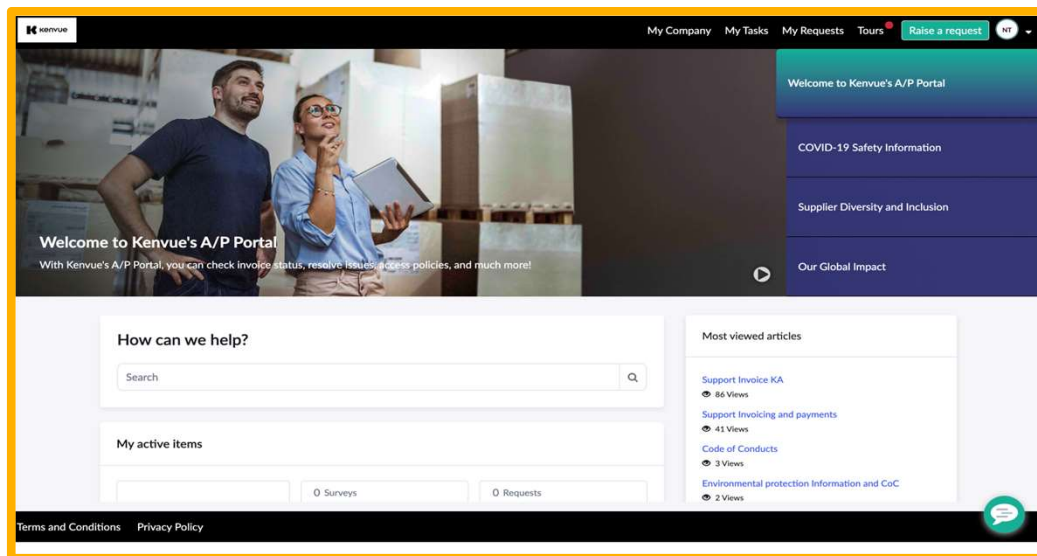 Kenvue
My Company My Tasks My Requests Tours Raise a request NT
Welcome to Kenvue's A/P Portal
COVID-19 Safety Information
Supplier Diversity and Inclusion
Our Global Impact
Welcome to Kenvue's A/P Portal
With Kenvue's A/P Portal, you can check invoice status, resolve issues, access policies, and much more!
How can we help?
Search
My active items
0 Surveys
0 Requests
Most viewed articles
Support Invoice KA
86 Views
Support Invoicing and payments
41 Views
Code of Conducts
3 Views
Environmental protection Information and CoC
2 Views
Terms and Conditions Privacy Policy